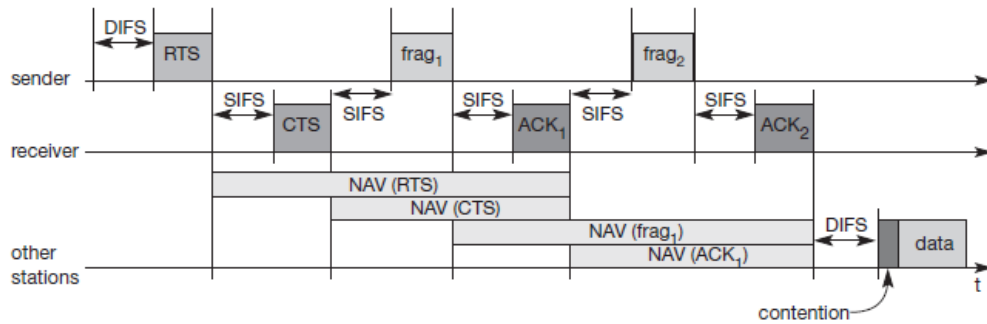 DIFS
RTS
frag₁
frag₂
sender
SIFS
SIFS
SIFS
SIFS
SIFS
CTS
ACK₁
ACK₂
receiver
NAV (RTS)
NAV (CTS)
NAV (frag₁)
NAV (ACK₁)
DIFS
data
other
stations
t
contention